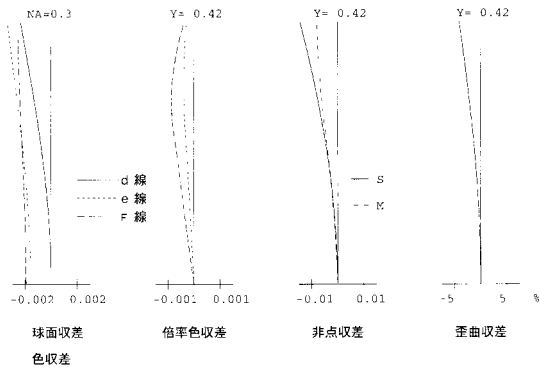 NA=0.3 Y= 0.42 Y= 0.42 Y= 0.42
d 線
e 線
F 線
S
M
-0.002 0.002 -0.001 0.001 -0.01 0.01 -5 5 %
球面収差 倍率色収差 非点収差 歪曲収差
色収差